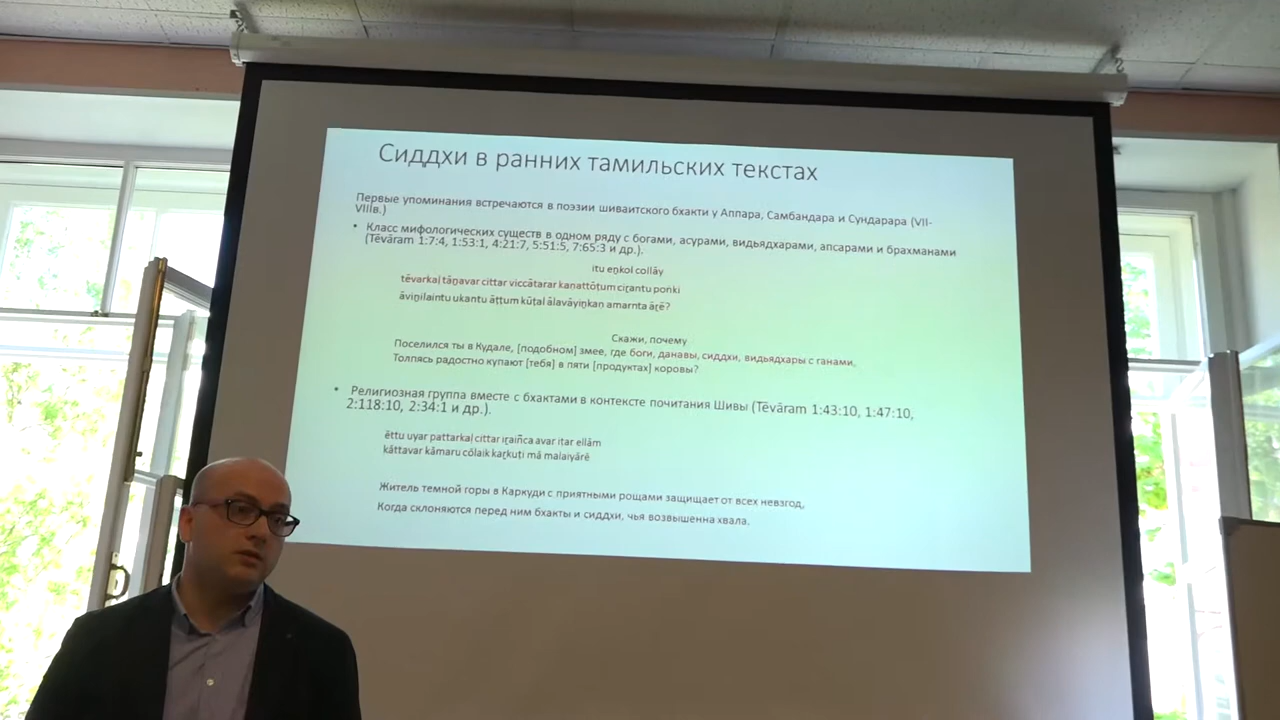 Сиддхи в ранних тамильских текстах
Первые упоминания встречаются в поэзии шиваитского бхакти у Аппара, Самбандара и Сундарара (VII-
VIIIв.)
• Класс мифологических существ в одном ряду с богами, асурами, видьядхарами, апсарами и брахманами
(Tēvāram 1:7:4, 1:53:1, 4:21:7, 5:51:5, 7:65:3 и др.).
itu eṉkol collāy
tēvarkaḷ tāṉavar cittar viccātarar kanattōṭum ciṟantu poṅki
āviṉilaintu ukantu āṭṭum kūṭal ālavāyiṉkaṇ amarnta āṟē?
Скажи, почему
Поселился ты в Кудале, [подобном] змее, где боги, данавы, сиддхи, видьядхары с ганами,
Толпясь радостно купают [тебя] в пяти [продуктах] коровы?
• Религиозная группа вместе с бхактами в контексте почитания Шивы (Tēvāram 1:43:10, 1:47:10,
2:118:10, 2:34:1 и др.).
ēttu uyar pattarkaḷ cittar iṟaiñca avar iṭar ellām
kāttavar kāmaru cōlaik kaṟkuṭi mā malaiyārē
Житель темной горы в Каркуди с приятными рощами защищает от всех невзгод,
Когда склоняются перед ним бхакты и сиддхи, чья возвышенна хвала.